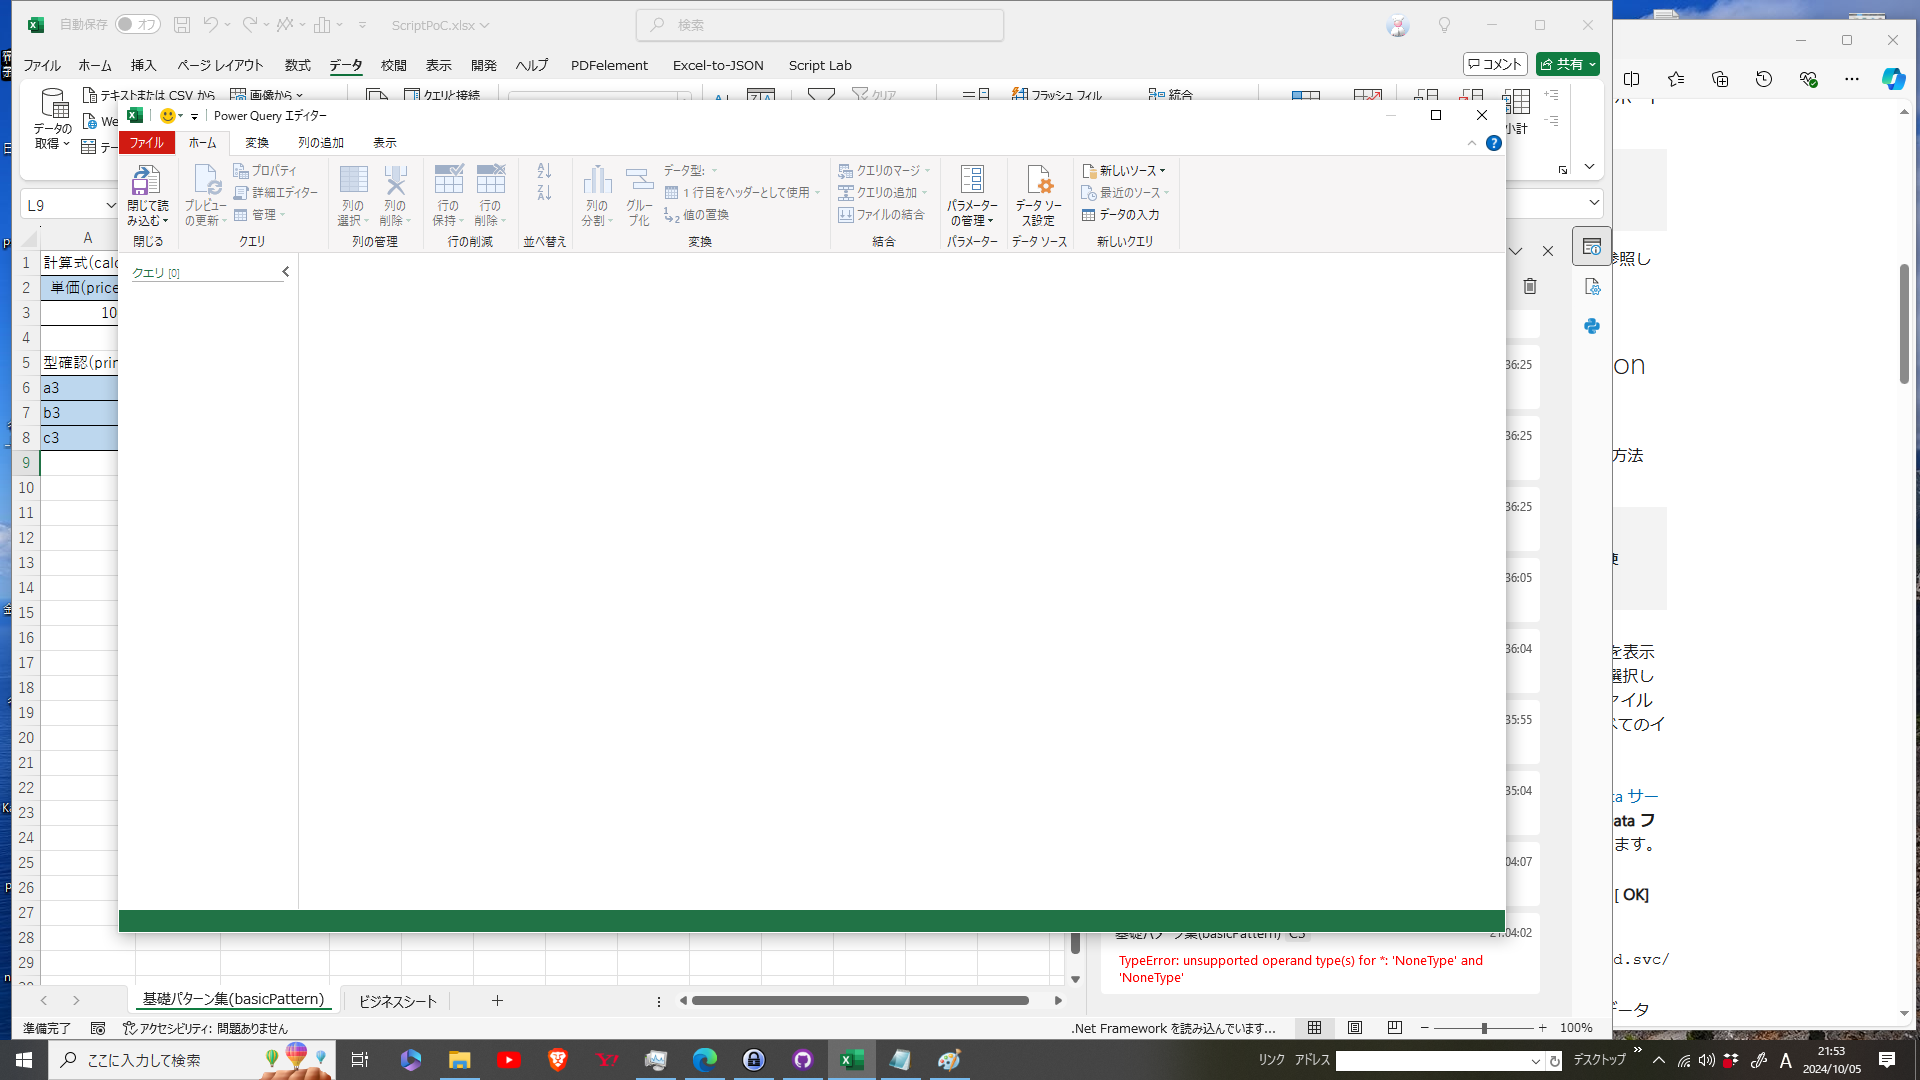 自動保存
オフ
ScriptPoC.xlsx
検索
ファイル ホーム 挿入 ページ レイアウト 数式 データ 校閲 表示 開発 ヘルプ PDFelement Excel-to-JSON Script Lab
コメント
共有
データの
取得
テキストまたは CSV から
画像から
クエリと接続
クリア
フラッシュ フィル
統合
We
テー
小計
L9
Power Query エディター
ファイル ホーム 変換 列の追加 表示
閉じて読
み込む
閉じる
プレビュー
の更新
プロパティ
詳細エディター
管理
クエリ
列の
選択
列の
削除
列の管理
行の
保持
行の
削除
行の削減
並べ替え
列の
分割
グルー
プ化
データ型:
1 行目をヘッダーとして使用
値の置換
変換
クエリのマージ
クエリの追加
ファイルの結合
結合
パラメーター
の管理
パラメーター
データ ソー
ス設定
データ ソース
新しいソース
最近のソース
データの入力
新しいクエリ
クエリ [0]
A
1 計算式(calc
2 単価(price
3 10
4
5 型確認(prin
6 a3
7 b3
8 c3
9
10
11
12
13
14
15
16
17
18
19
20
21
22
23
24
25
26
27
28
29
36:25
36:25
36:25
36:05
36:04
35:55
35:04
04:07
基礎パターン集(basicPattern) C3 21:04:02
TypeError: unsupported operand type(s) for *: 'NoneType' and
'NoneType'
参照し
on
方法
を表示
選択し
ァイル
べてのイ
ta サー
ata フ
ます。
[ OK]
d.svc/
データ
基礎パターン集(basicPattern) ビジネスシート
準備完了 アクセシビリティ: 問題ありません
.Net Framework を読み込んでいます...
100%
ここに入力して検索
リンク アドレス
デスクトップ
A
21:53
2024/10/05